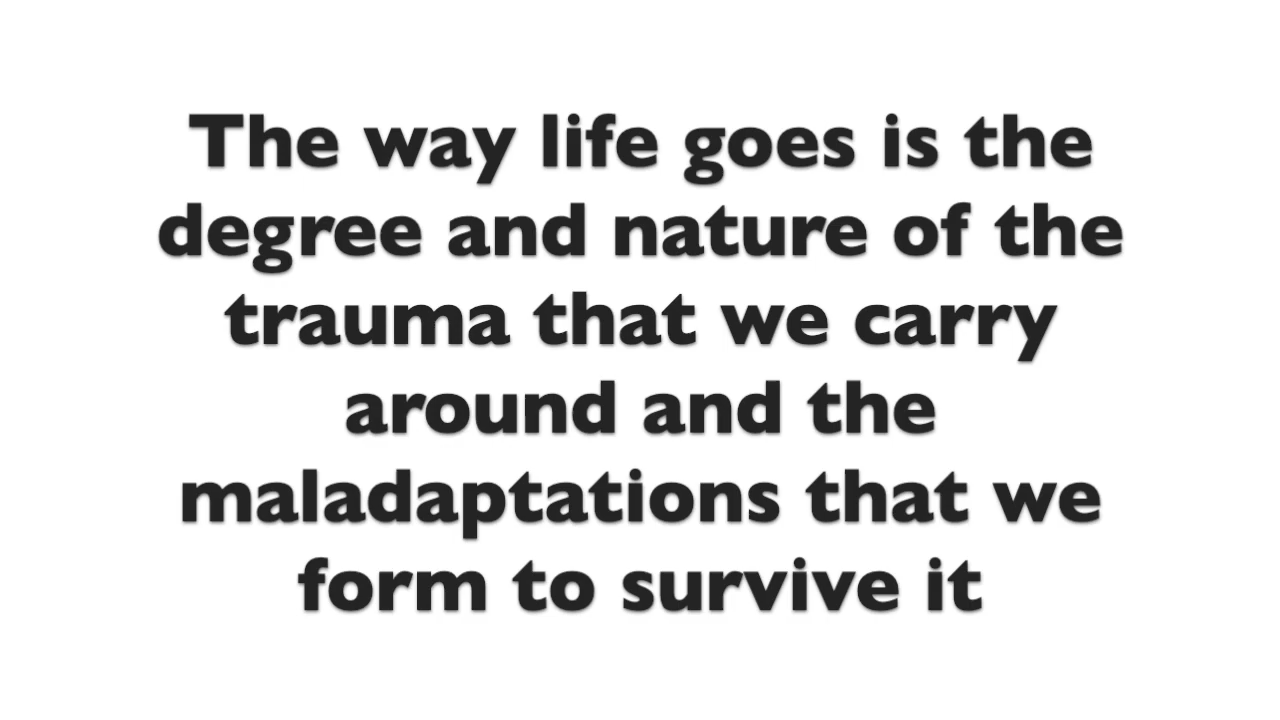 The way life goes is the
degree and nature of the
trauma that we carry
around and the
maladaptations that we
form to survive it